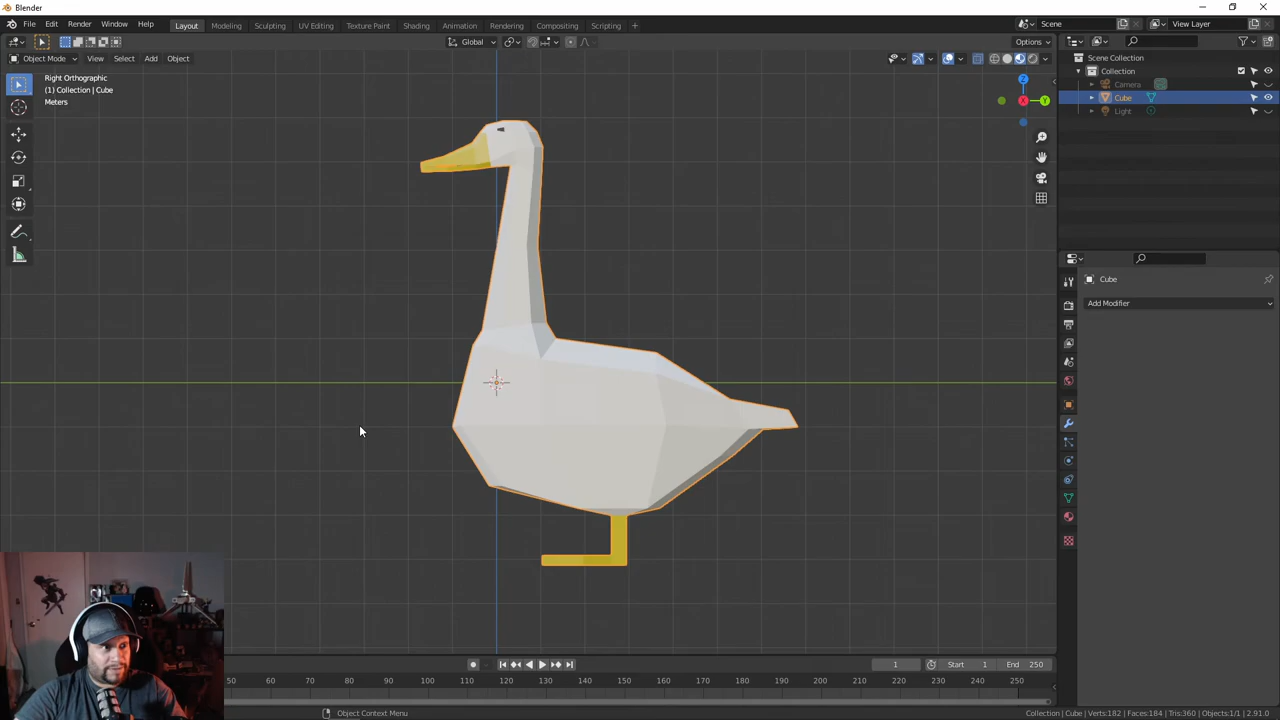 Blender
File Edit Render Window Help
Layout Modeling Sculpting UV Editing Texture Paint Shading Animation Rendering Compositing Scripting +
Scene
View Layer
Global
Options
Object Mode View Select Add Object
Right Orthographic
(1) Collection | Cube
Meters
Z
X
Y
Scene Collection
Collection
Camera
Cube
Light
Cube
Add Modifier
1
Start 1
End 250
50 60 70 80 90 100 110 120 130 140 150 160 170 180 190 200 210 220 230 240 250
Object Context Menu
Collection | Cube | Verts:182 | Faces:184 | Tris:360 | Objects:1/1 | 2.91.0